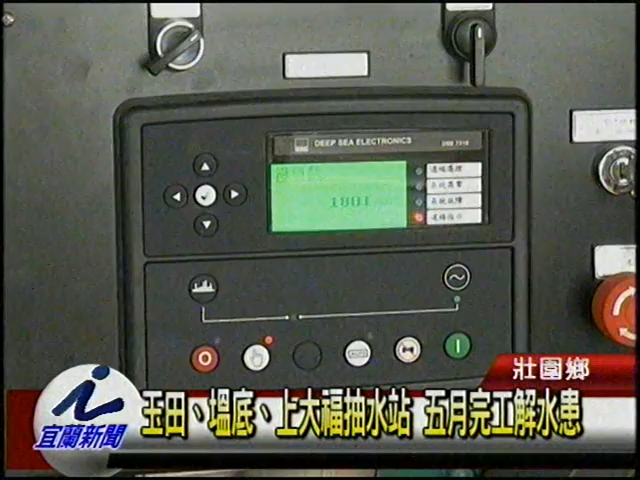 DEEP SEA ELECTRONICS
DSE 7310
1801
AUTO
壯圍鄉
宜蘭新聞
玉田、塭底、上大福抽水站 五月完工解水患